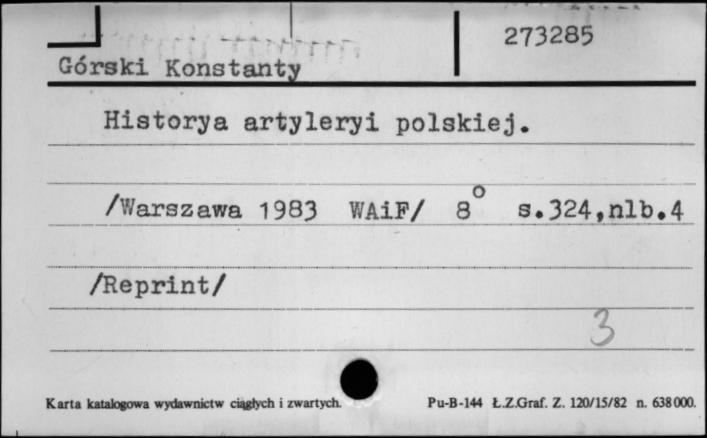 273285
Górski Konstanty
Historya artyleryi polskiej.
/Warszawa 1983 WAiF/ 8° s.324,nlb.4
/Reprint/
3
Karta katalogowa wydawnictw ciągłych i zwartych. Pu-B-144 Ł.Z.Graf. Z. 120/15/82 n. 638000.